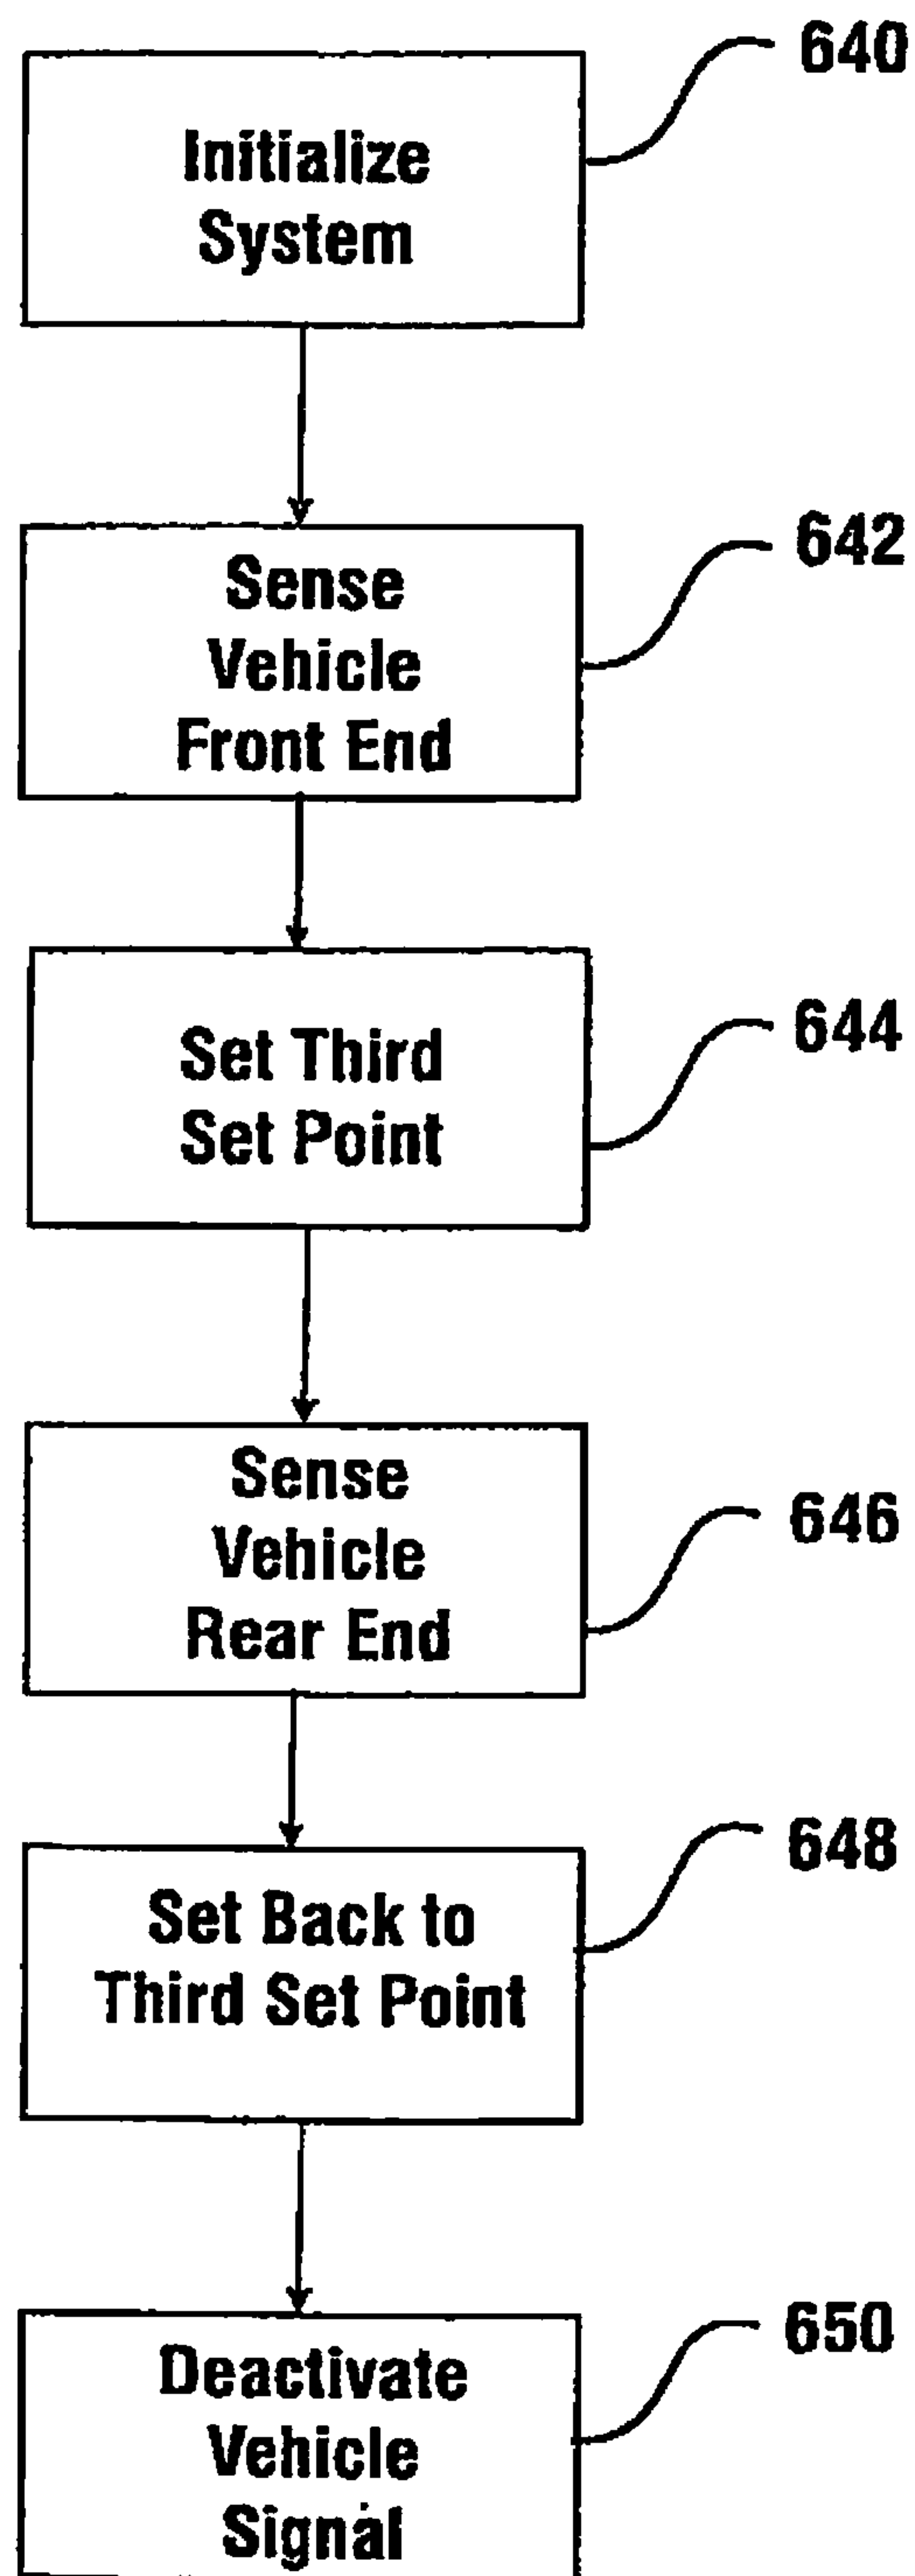 640
Initialize
System
642
Sense
Vehicle
Front End
644
Set Third
Set Point
646
Sense
Vehicle
Rear End
648
Set Back to
Third Set Point
650
Deactivate
Vehicle
Signal